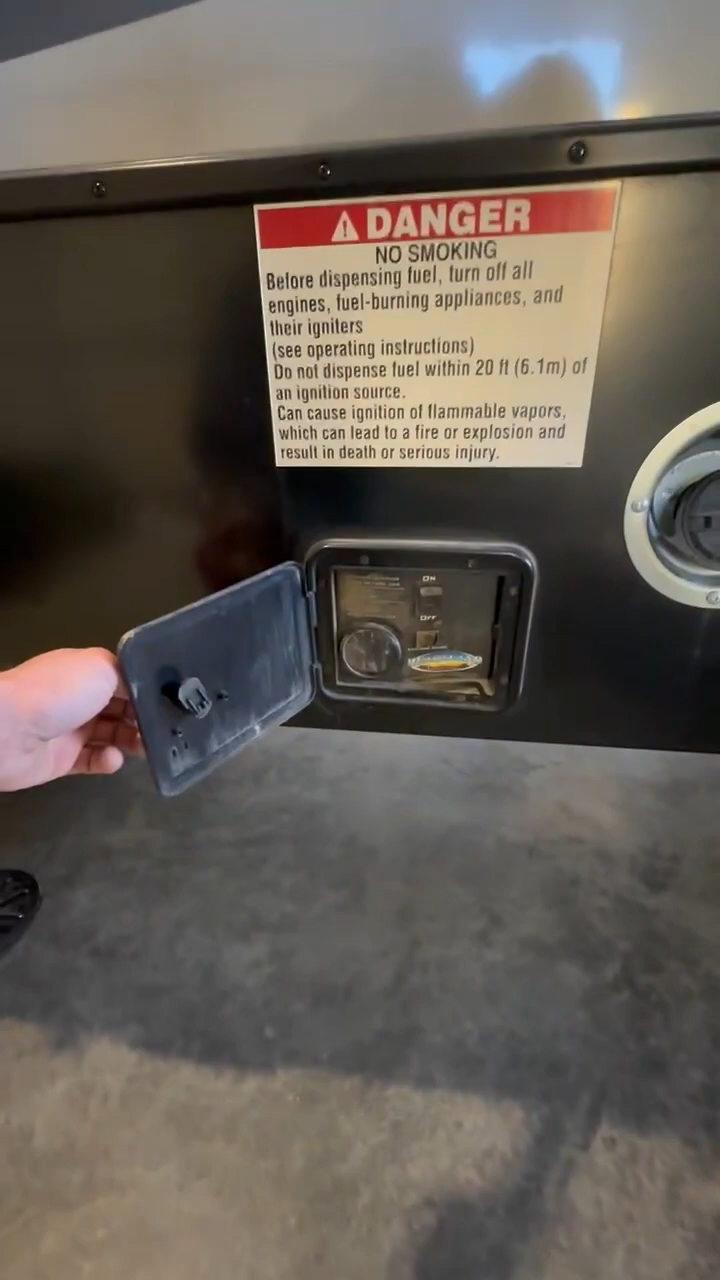 DANGER
NO SMOKING
Before dispensing fuel, turn off all
engines, fuel-burning appliances, and
their igniters
(see operating instructions)
Do not dispense fuel within 20 ft (6.1m) of
an ignition source.
Can cause ignition of flammable vapors,
which can lead to a fire or explosion and
result in death or serious injury.
ON
OFF